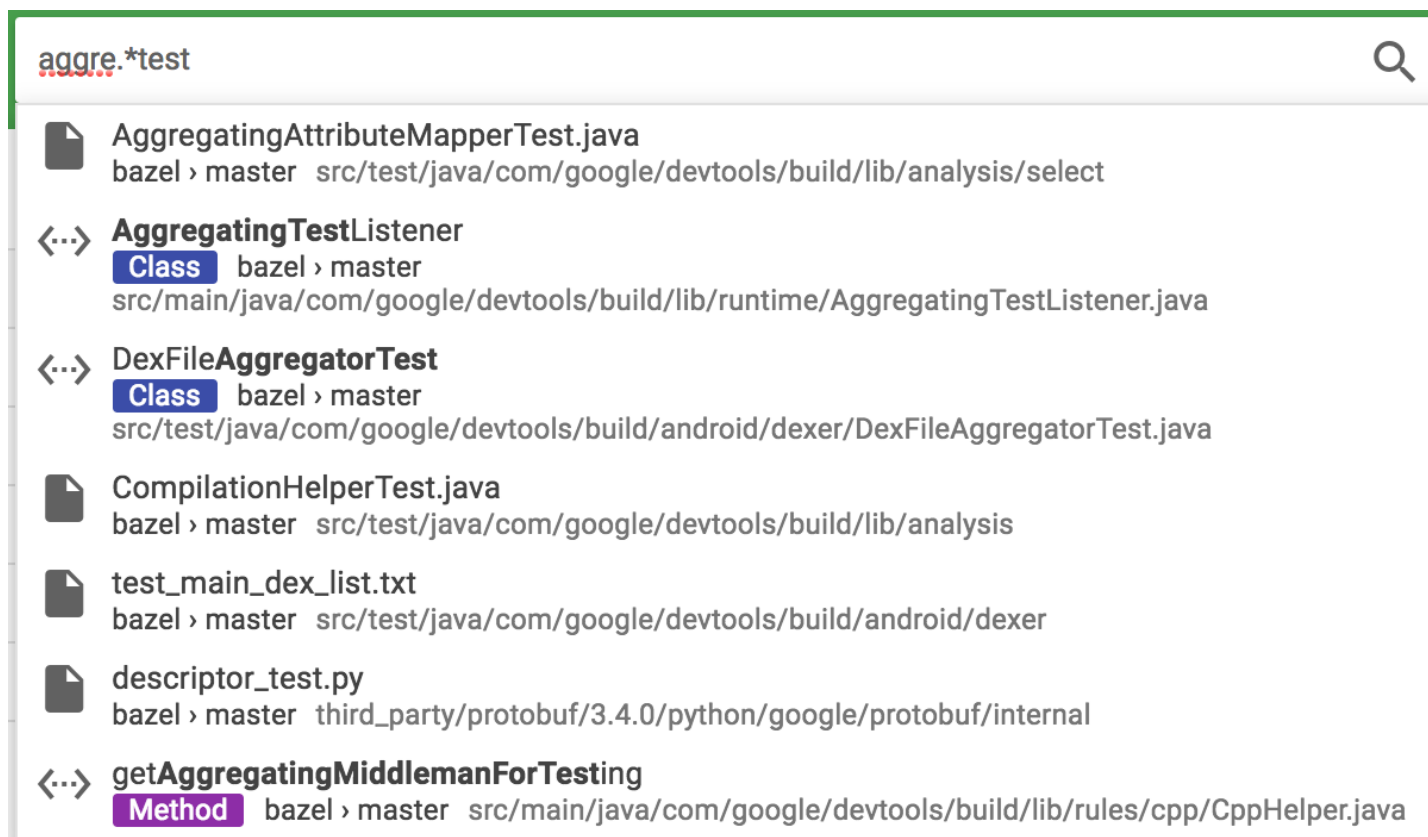 aggre.*test
AggregatingAttributeMapperTest.java
bazel › master src/test/java/com/google/devtools/build/lib/analysis/select
AggregatingTestListener
Class bazel › master
src/main/java/com/google/devtools/build/lib/runtime/AggregatingTestListener.java
DexFileAggregatorTest
Class bazel › master
src/test/java/com/google/devtools/build/android/dexer/DexFileAggregatorTest.java
CompilationHelperTest.java
bazel › master src/test/java/com/google/devtools/build/lib/analysis
test_main_dex_list.txt
bazel › master src/test/java/com/google/devtools/build/android/dexer
descriptor_test.py
bazel › master third_party/protobuf/3.4.0/python/google/protobuf/internal
getAggregatingMiddlemanForTesting
Method bazel › master src/main/java/com/google/devtools/build/lib/rules/cpp/CppHelper.java